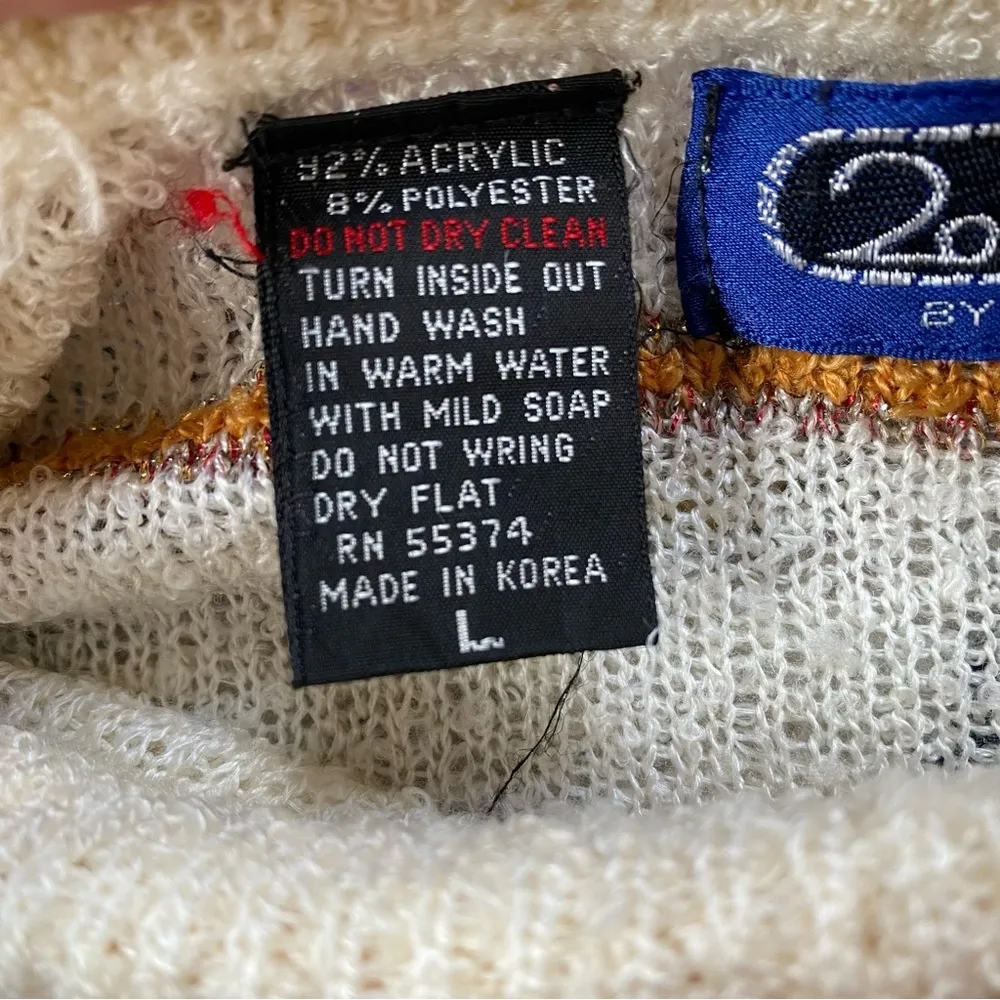 92% ACRYLIC
8% POLYESTER
DO NOT DRY CLEAN
TURN INSIDE OUT
HAND WASH
IN WARM WATER
WITH MILD SOAP
DO NOT WRING
DRY FLAT
RN 55374
MADE IN KOREA
L
BY